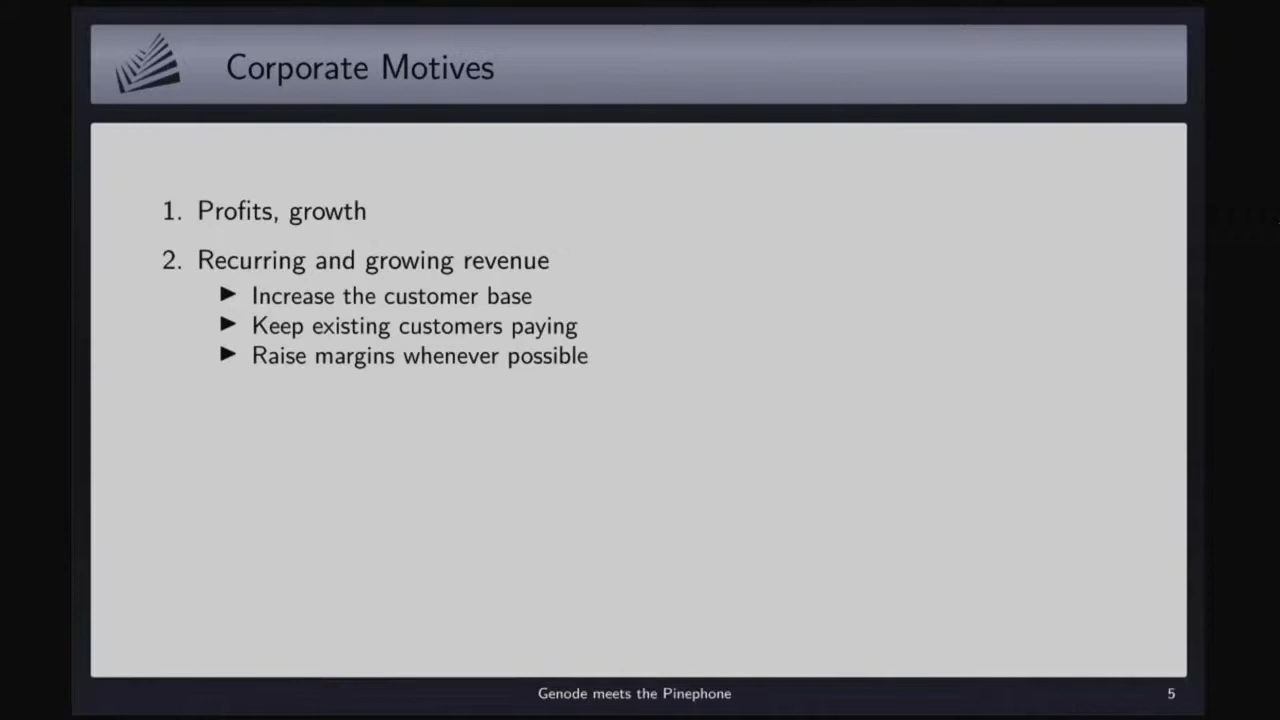 Corporate Motives
1. Profits, growth
2. Recurring and growing revenue
▶ Increase the customer base
▶ Keep existing customers paying
▶ Raise margins whenever possible
Genode meets the Pinephone 5